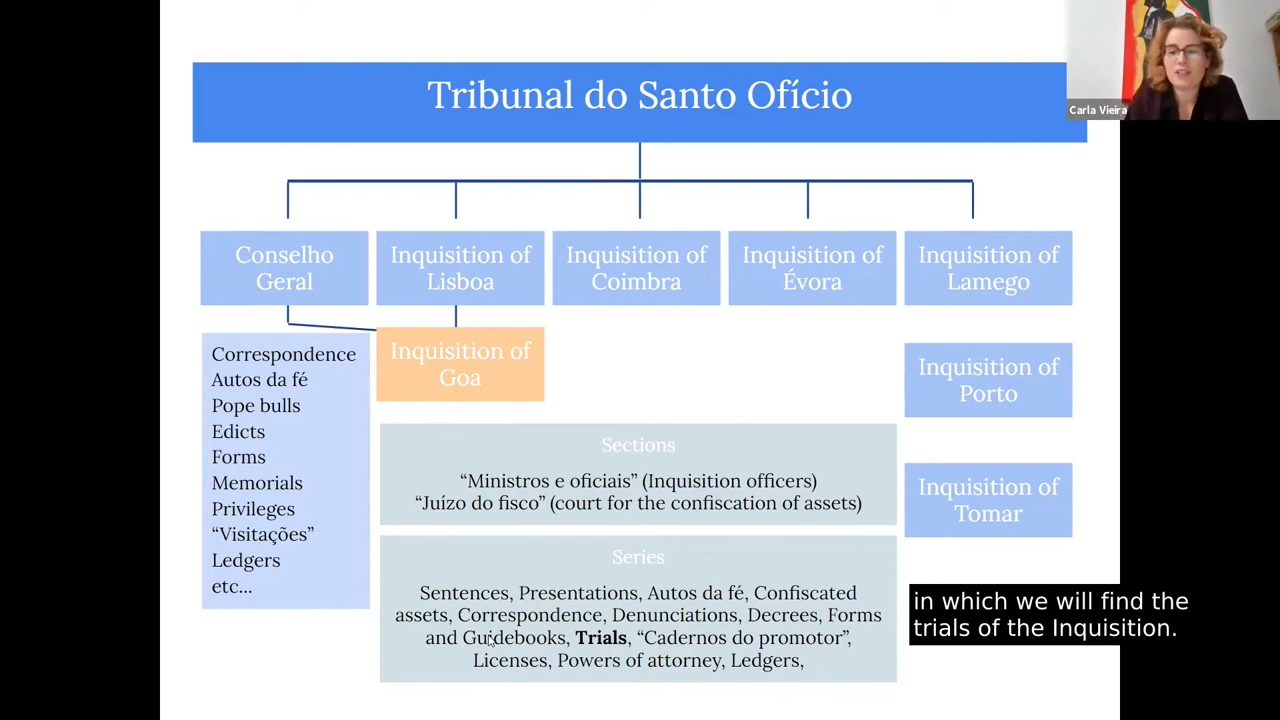 Tribunal do Santo Ofício
Carla Vieira
Conselho
Geral
Inquisition of
Lisboa
Inquisition of
Coimbra
Inquisition of
Évora
Inquisition of
Lamego
Correspondence
Autos da fé
Pope bulls
Edicts
Forms
Memorials
Privileges
“Visitações”
Ledgers
etc...
Inquisition of
Goa
Inquisition of
Porto
Inquisition of
Tomar
Sections
“Ministros e oficiais” (Inquisition officers)
“Juízo do fisco” (court for the confiscation of assets)
Series
Sentences, Presentations, Autos da fé, Confiscated
assets, Correspondence, Denunciations, Decrees, Forms
and Guidebooks, Trials, “Cadernos do promotor”,
Licenses, Powers of attorney, Ledgers,
in which we will find the
trials of the Inquisition.